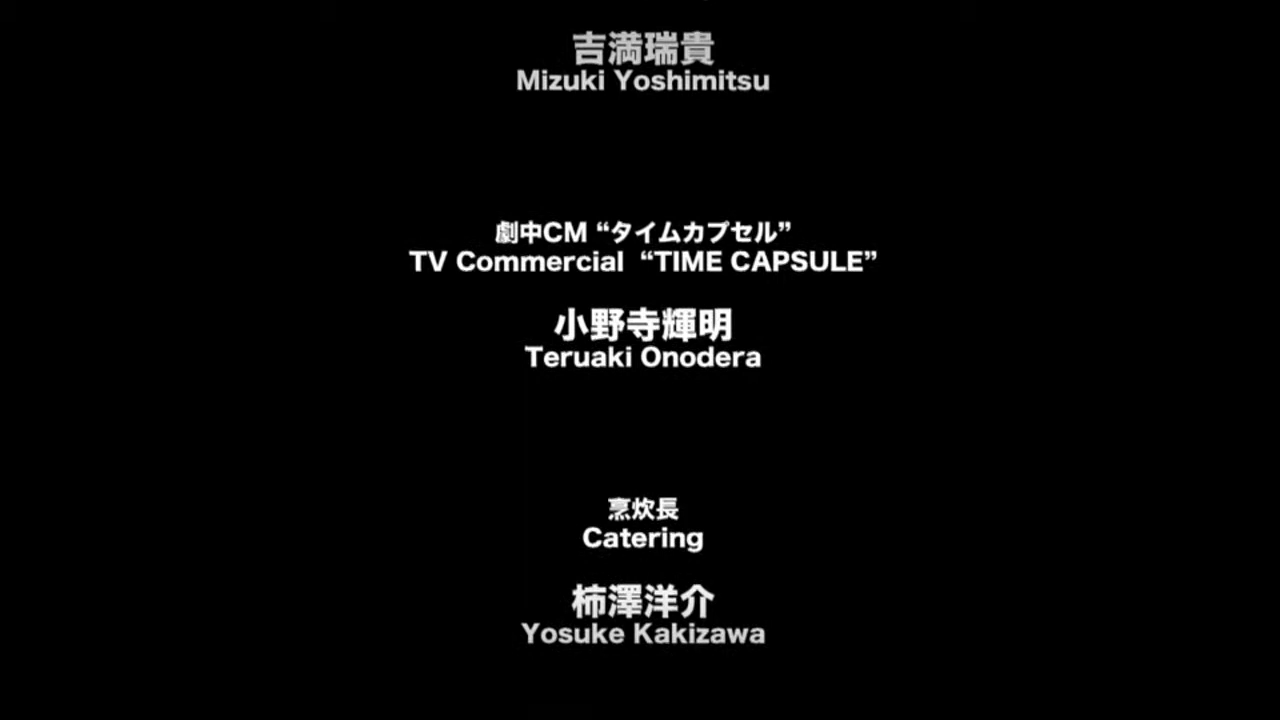 吉満瑞貴
Mizuki Yoshimitsu
劇中CM “タイムカプセル”
TV Commercial “TIME CAPSULE”
小野寺輝明
Teruaki Onodera
烹炊長
Catering
柿澤洋介
Yosuke Kakizawa